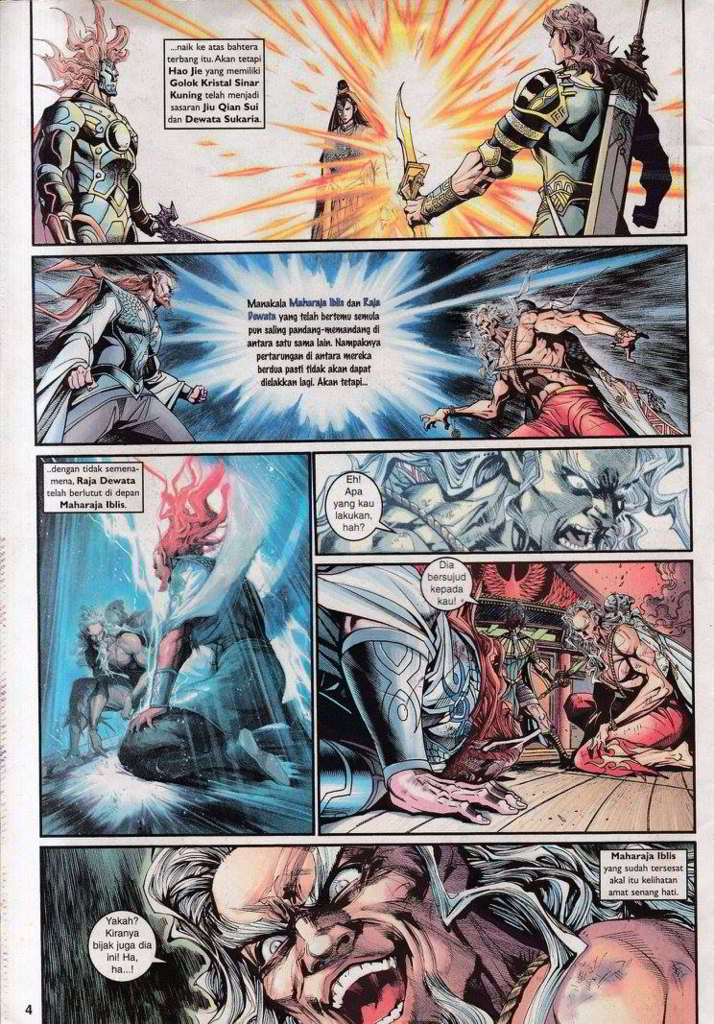 ...naik ke atas bahtera
terbang itu. Akan tetapi
Hao Jie yang memiliki
Golok Kristal Sinar
Kuning telah menjadi
sasaran Jiu Qian Sui
dan Dewata Sukaria.
Manakala Maharaja Iblis dan Raja
Dewata yang telah bertemu semula
pun saling pandang-memandang di
antara satu sama lain. Nampaknya
pertarungan di antara mereka
berdua pasti tidak akan dapat
dielakkan lagi. Akan tetapi...
...dengan tidak semena-
mena, Raja Dewata
telah berlutut di depan
Maharaja Iblis.
Eh!
Apa
yang kau
lakukan,
hah?
Dia
bersujud
kepada
kau!
Maharaja Iblis
yang sudah tersesat
akal itu kelihatan
amat senang hati.
Yakah?
Kiranya
bijak juga dia
ini! Ha,
ha...!
4